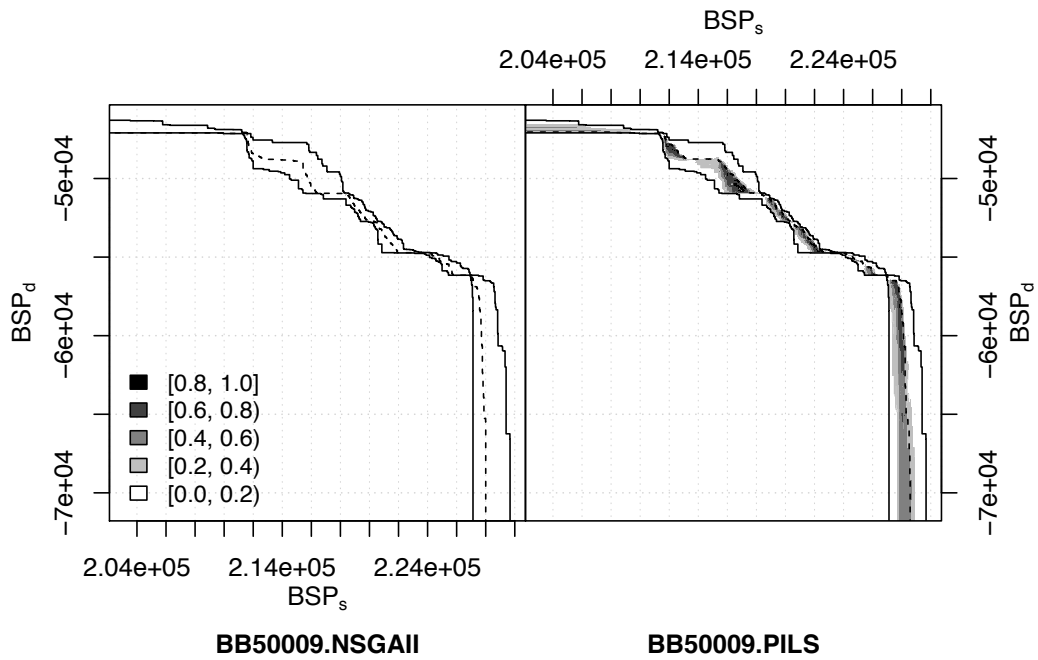 BSPₛ
2.04e+05 2.14e+05 2.24e+05
BSP_d
−5e+04
−6e+04
−7e+04
[0.8, 1.0]
[0.6, 0.8)
[0.4, 0.6)
[0.2, 0.4)
[0.0, 0.2)
−5e+04
−6e+04
−7e+04
BSP_d
2.04e+05 2.14e+05 2.24e+05
BSPₛ
BB50009.NSGAII
BB50009.PILS